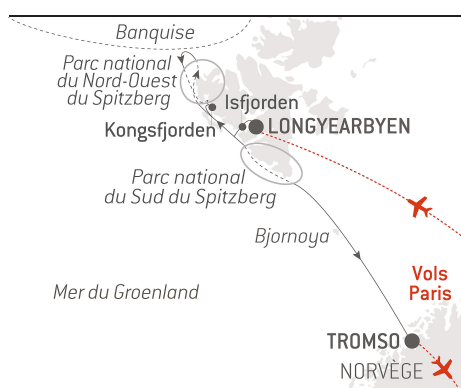 Banquise
Parc national
du Nord-Ouest
du Spitzberg
Isfjorden
Kongsfjorden
LONGYEARBYEN
Parc national
du Sud du Spitzberg
Bjornoya
Mer du Groenland
Vols
Paris
TROMSO
NORVÈGE